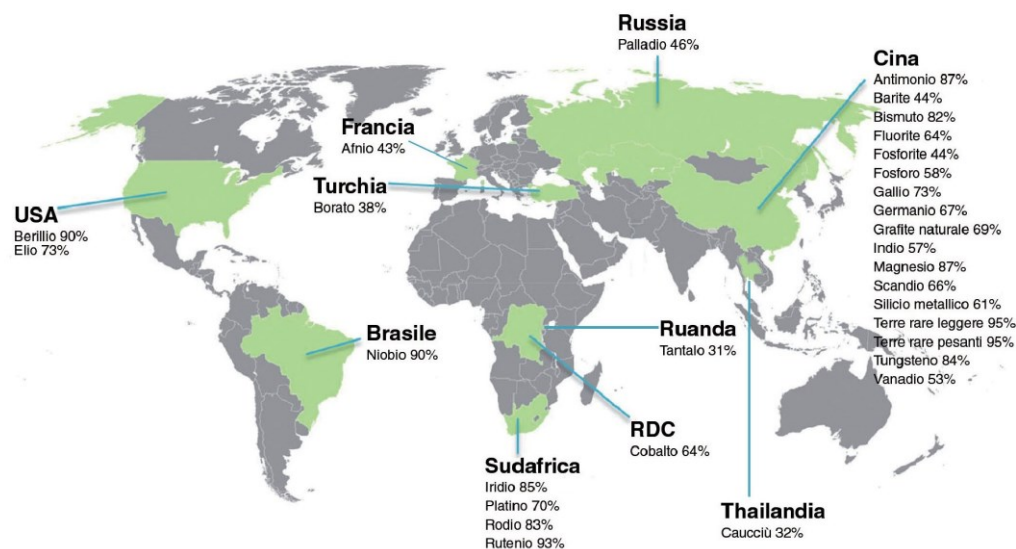 Russia
Palladio 46%
Cina
Antimonio 87%
Barite 44%
Bismuto 82%
Fluorite 64%
Fosforite 44%
Fosforo 58%
Gallio 73%
Germanio 67%
Grafite naturale 69%
Indio 57%
Magnesio 87%
Scandio 66%
Silicio metallico 61%
Terre rare leggere 95%
Terre rare pesanti 95%
Tungsteno 84%
Vanadio 53%
Francia
Afnio 43%
Turchia
Borato 38%
USA
Berillio 90%
Elio 73%
Brasile
Niobio 90%
Ruanda
Tantalo 31%
RDC
Cobalto 64%
Sudafrica
Iridio 85%
Platino 70%
Rodio 83%
Rutenio 93%
Thailandia
Caucciù 32%